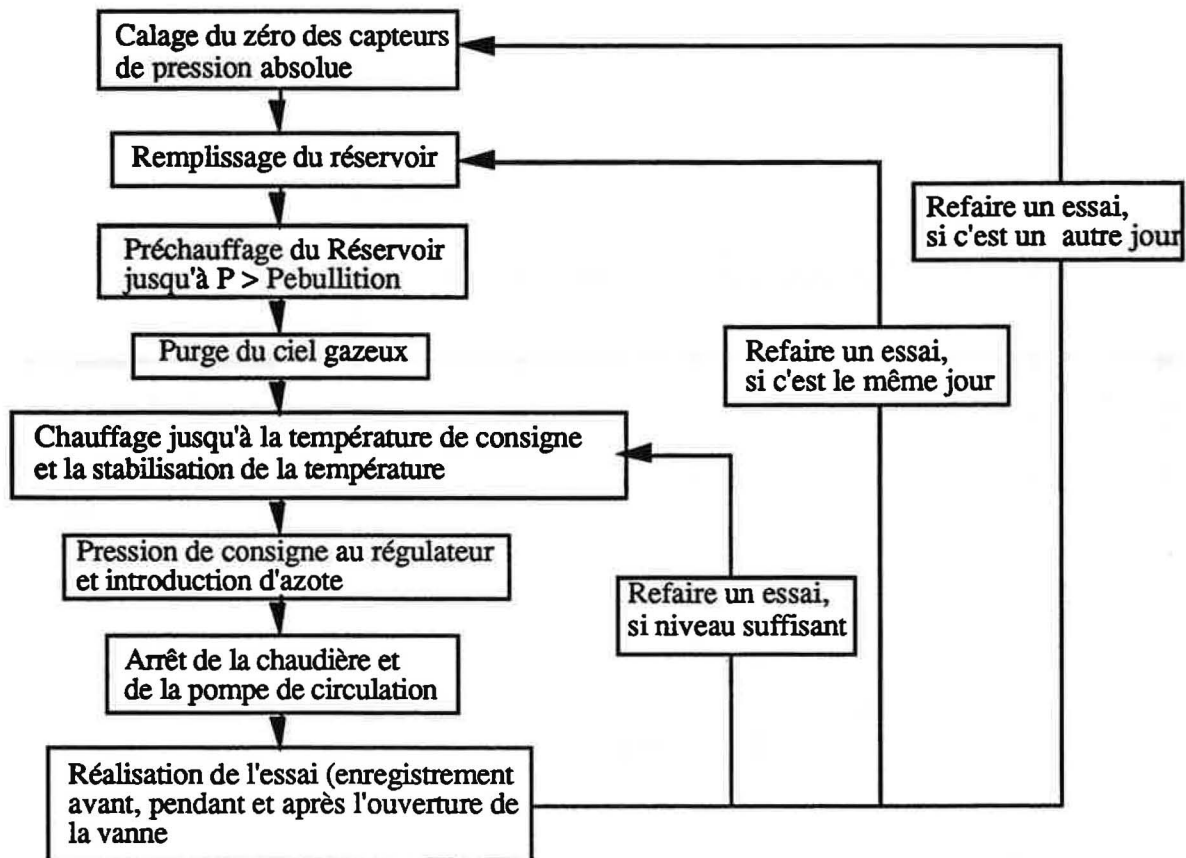 Calage du zéro des capteurs
de pression absolue
Remplissage du réservoir
Préchauffage du Réservoir
jusqu'à P > Pebullition
Purge du ciel gazeux
Chauffage jusqu'à la température de consigne
et la stabilisation de la température
Pression de consigne au régulateur
et introduction d'azote
Arrêt de la chaudière et
de la pompe de circulation
Réalisation de l'essai (enregistrement
avant, pendant et après l'ouverture de
la vanne
Refaire un essai,
si niveau suffisant
Refaire un essai,
si c'est le même jour
Refaire un essai,
si c'est un autre jour